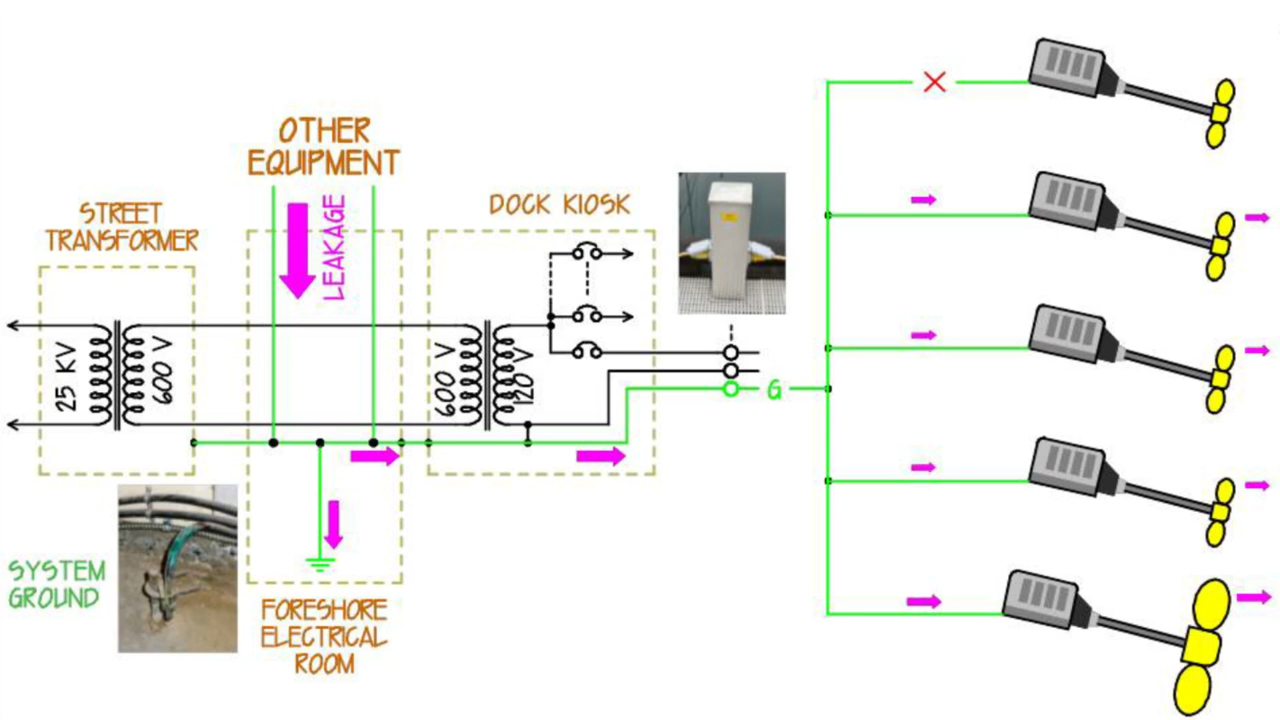 OTHER
EQUIPMENT
STREET
TRANSFORMER
LEAKAGE
DOCK KIOSK
25 KV
600 V
600 V
120 V
G
SYSTEM
GROUND
FORESHORE
ELECTRICAL
ROOM